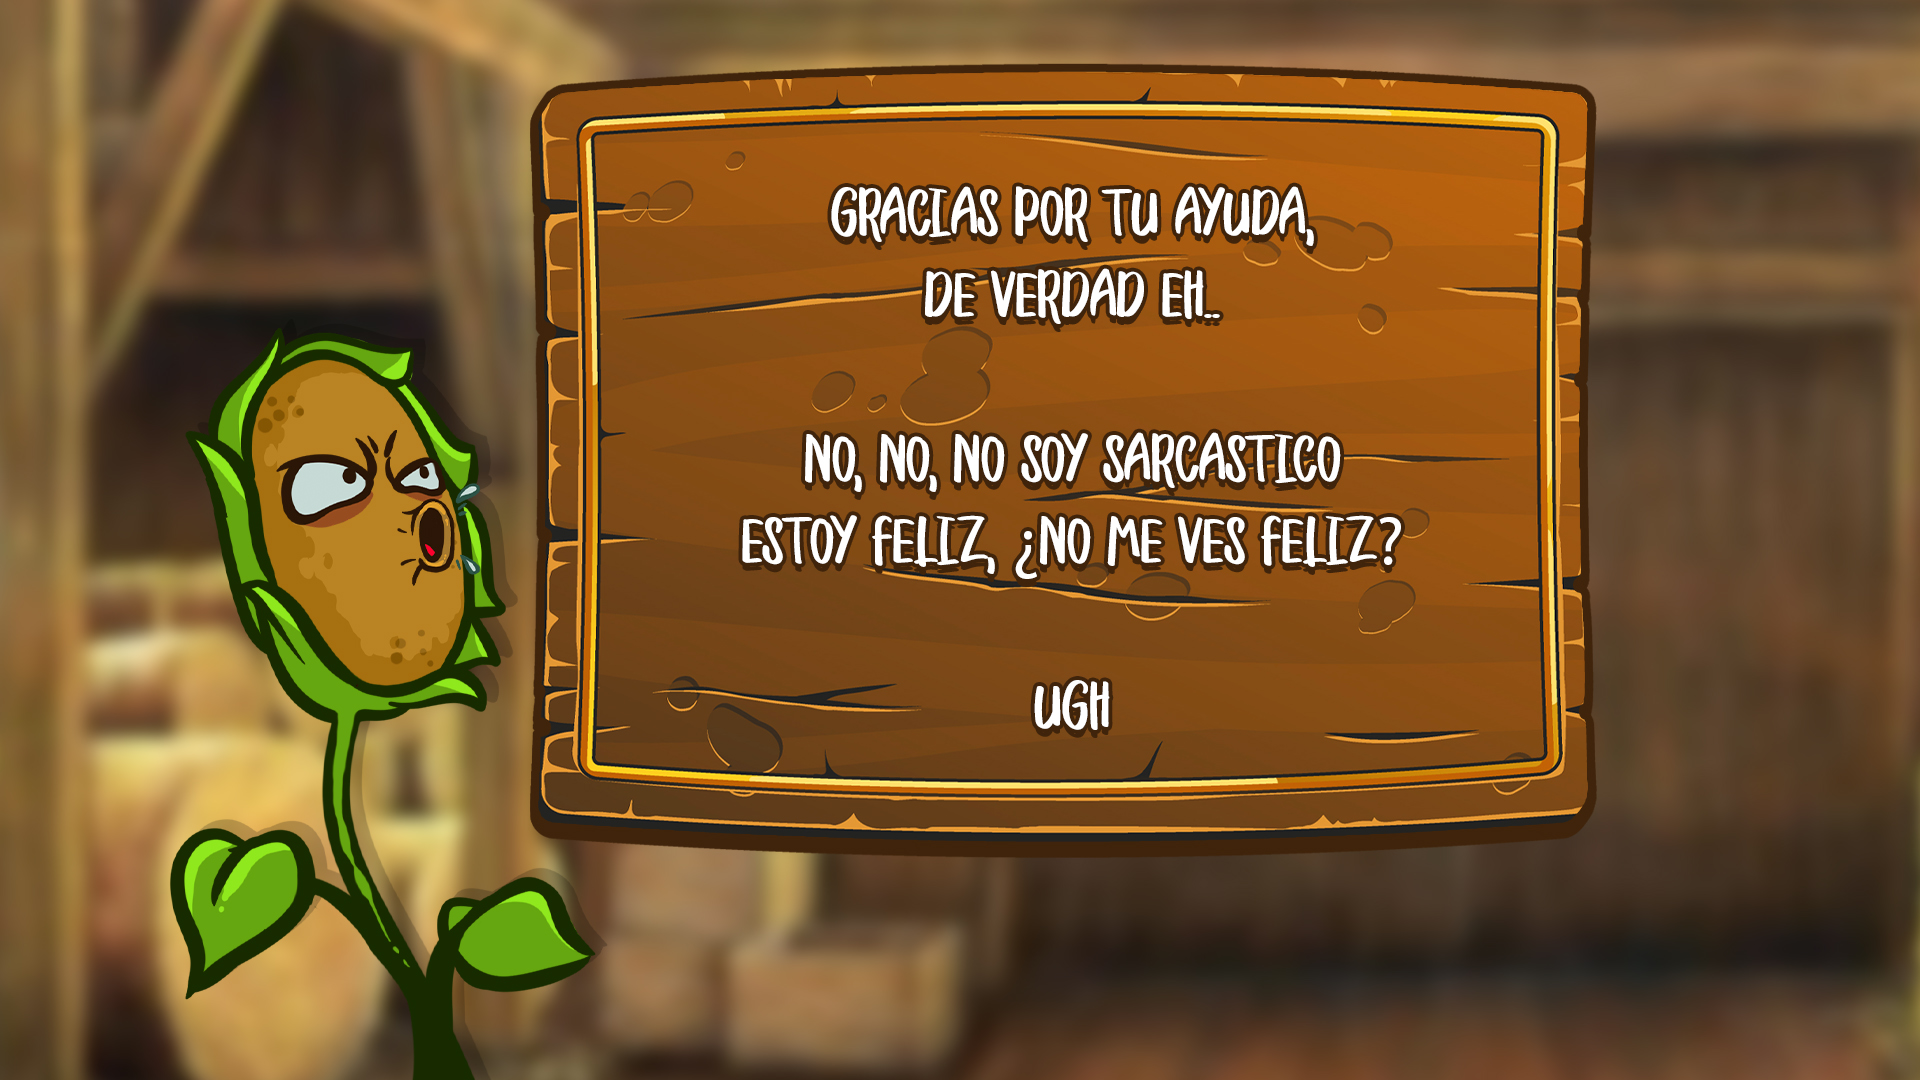 GRACIAS POR TU AYUDA,
DE VERDAD EH..
NO, NO, NO SOY SARCASTICO
ESTOY FELIZ, ¿NO ME VES FELIZ?
UGH